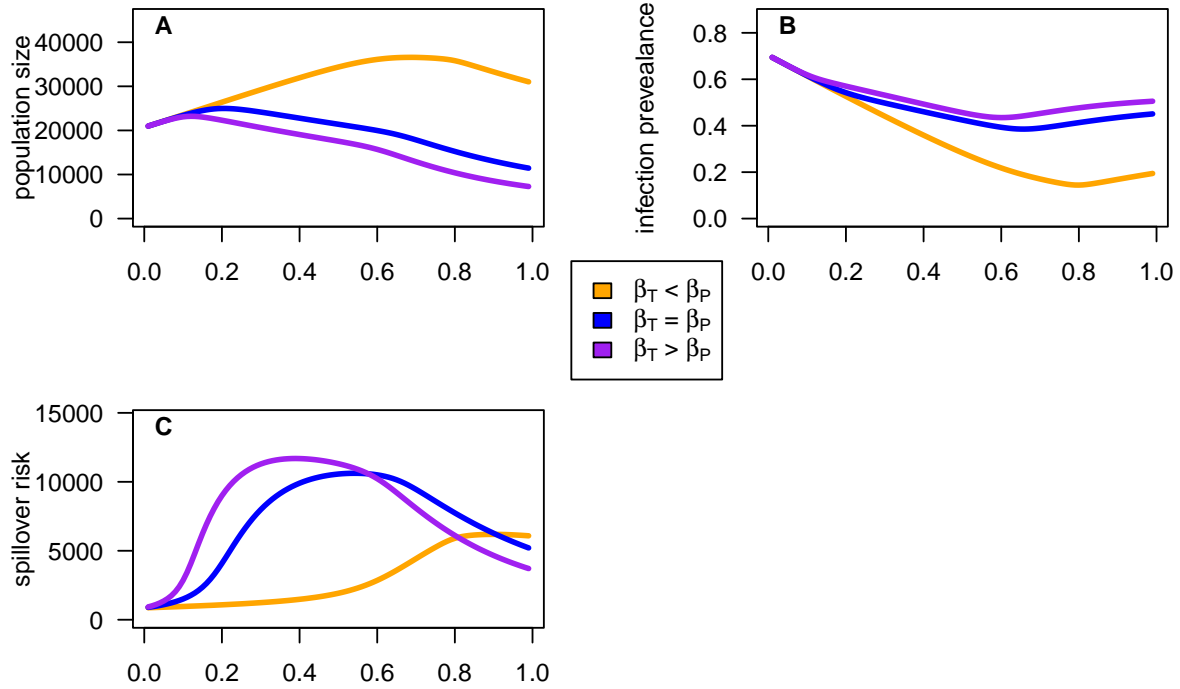 A
population size
40000
30000
20000
10000
0
0.0 0.2 0.4 0.6 0.8 1.0
B
infection prevealance
0.8
0.6
0.4
0.2
0.0
0.0 0.2 0.4 0.6 0.8 1.0
βT < βP
βT = βP
βT > βP
C
spillover risk
15000
10000
5000
0
0.0 0.2 0.4 0.6 0.8 1.0